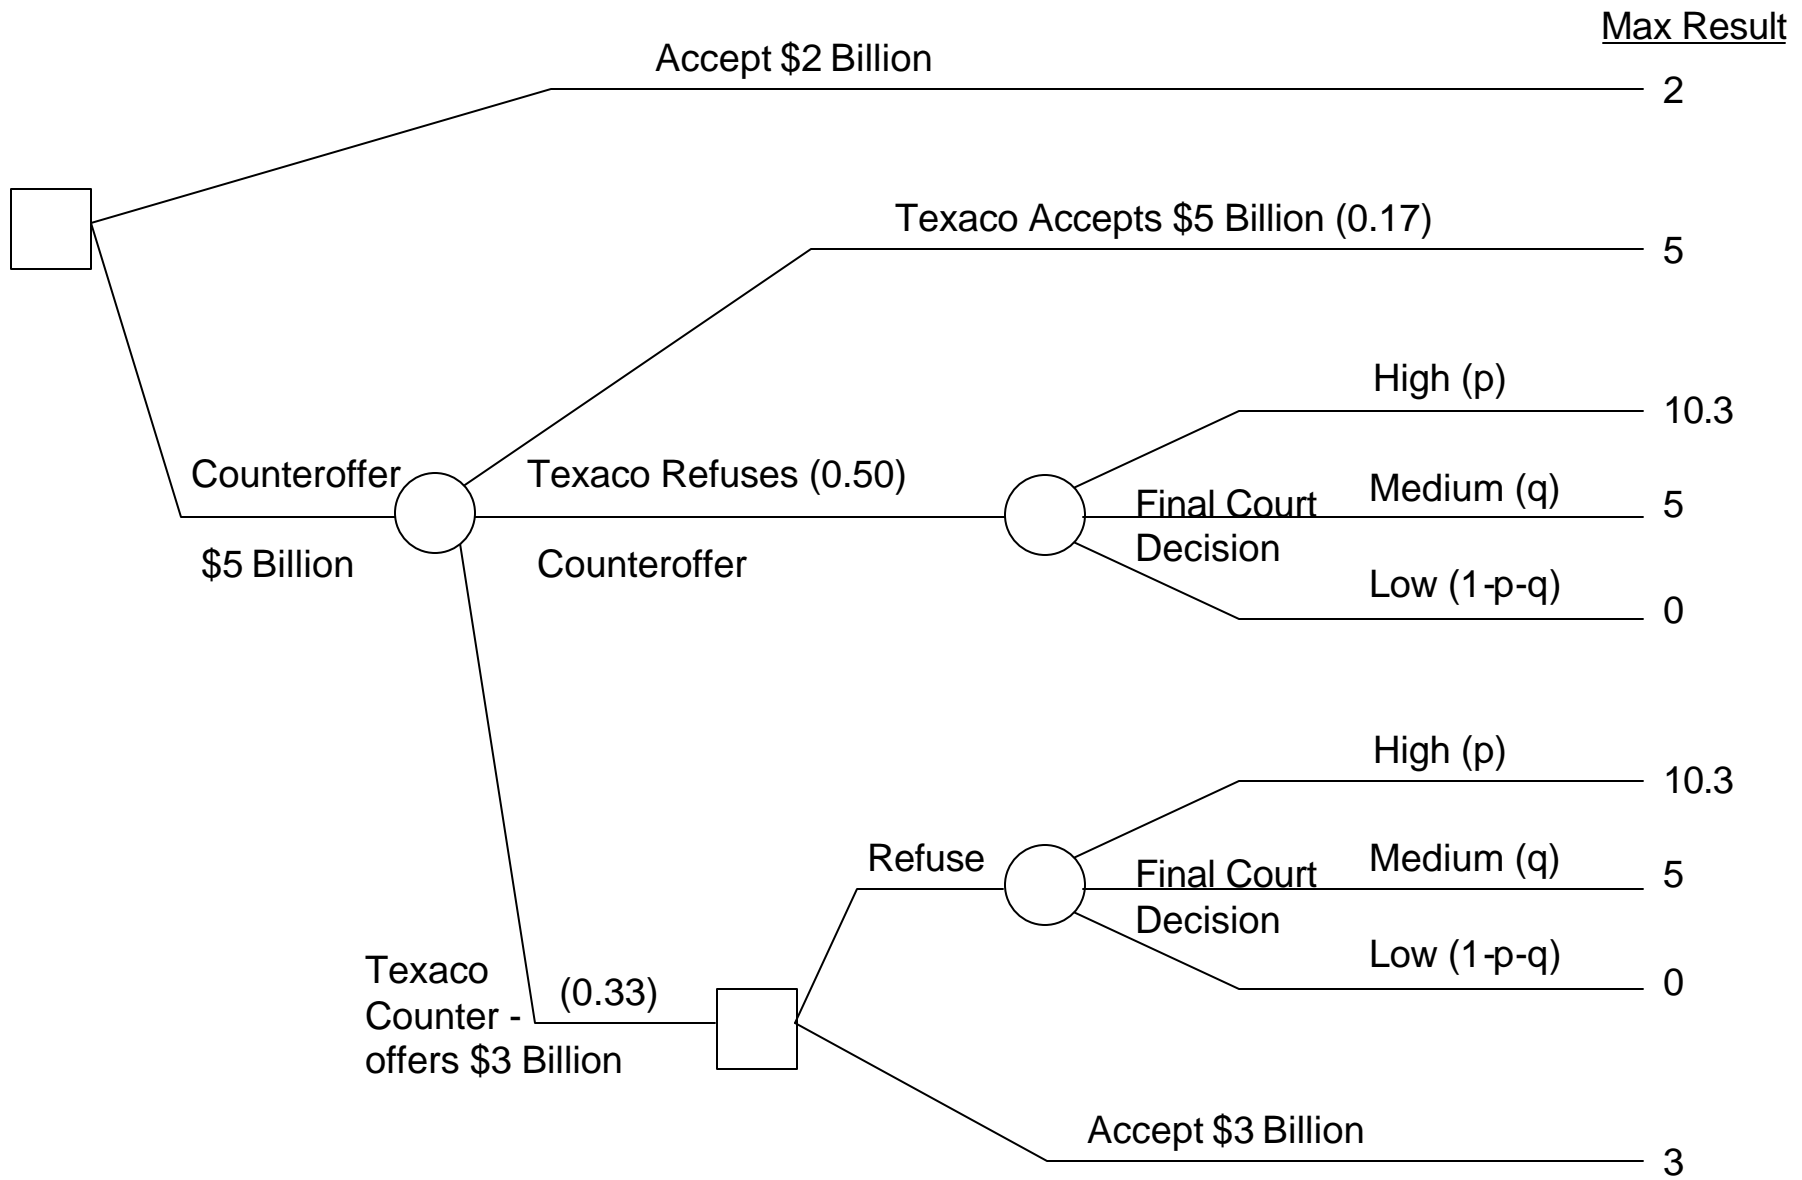 Max Result
Accept $2 Billion
2
Texaco Accepts $5 Billion (0.17)
5
High (p)
10.3
Counteroffer
Texaco Refuses (0.50)
Final Court
Medium (q)
5
$5 Billion
Counteroffer
Decision
Low (1-p-q)
0
High (p)
10.3
Refuse
Final Court
Medium (q)
5
Decision
Low (1-p-q)
0
Texaco
(0.33)
Counter -
offers $3 Billion
Accept $3 Billion
3